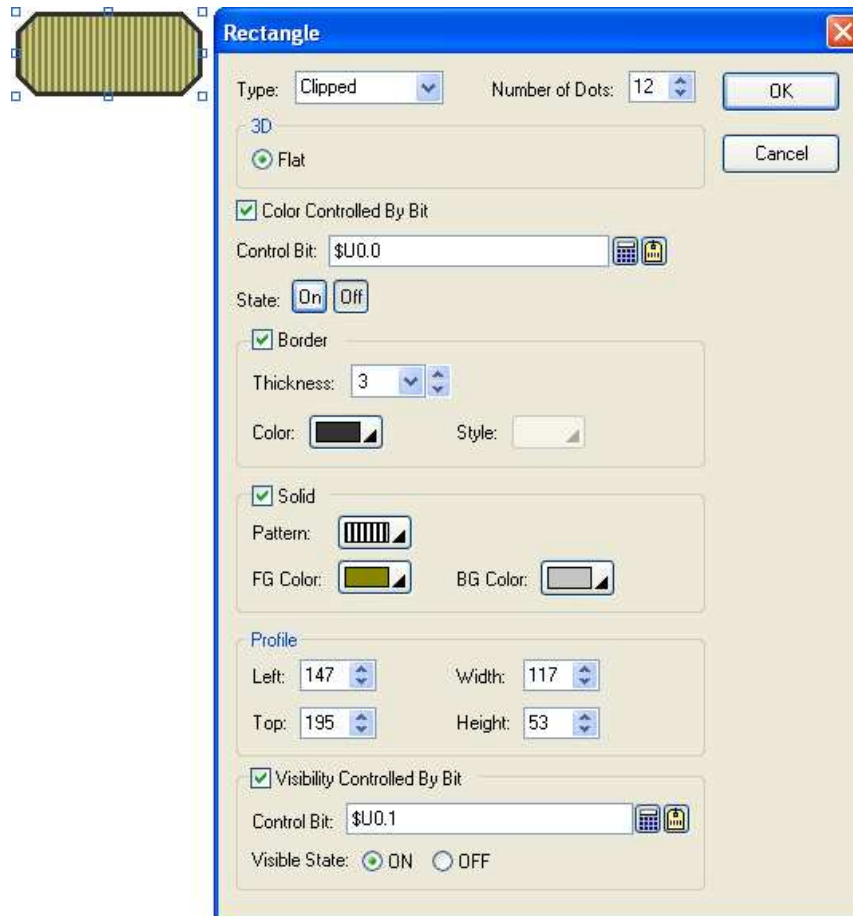 Rectangle
Type: Clipped Number of Dots: 12 OK
3D
Flat
Cancel
Color Controlled By Bit
Control Bit: $U0.0
State: On Off
Border
Thickness: 3
Color: Style:
Solid
Pattern:
FG Color: BG Color:
Profile
Left: 147 Width: 117
Top: 195 Height: 53
Visibility Controlled By Bit
Control Bit: $U0.1
Visible State: ON OFF